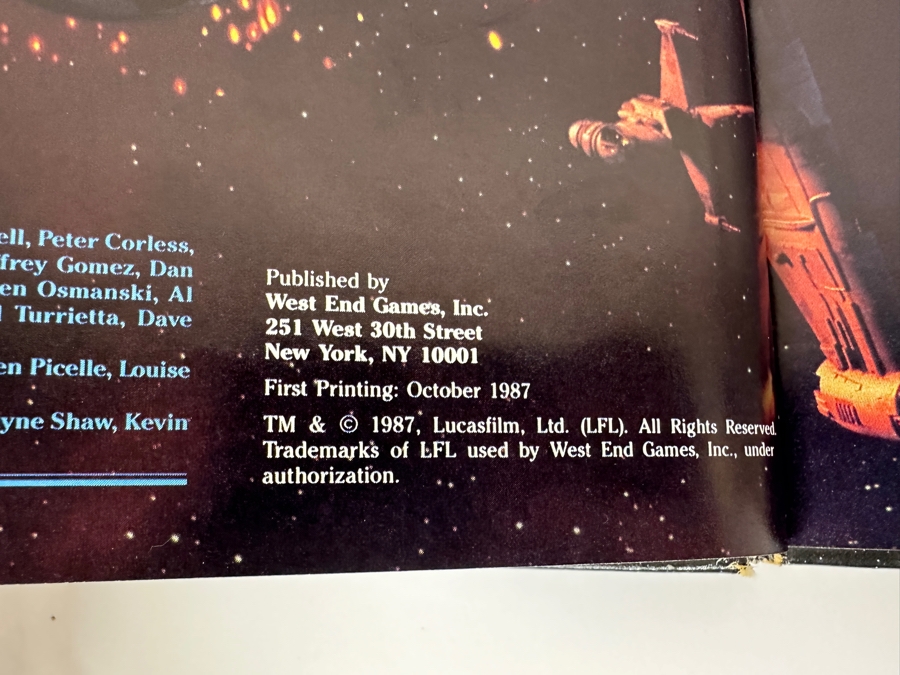 ell, Peter Corless,
frey Gomez, Dan
en Osmanski, Al
Turrietta, Dave
en Picelle, Louise
yne Shaw, Kevin
Published by
West End Games, Inc.
251 West 30th Street
New York, NY 10001
First Printing: October 1987
TM & © 1987, Lucasfilm, Ltd. (LFL). All Rights Reserved.
Trademarks of LFL used by West End Games, Inc., under
authorization.